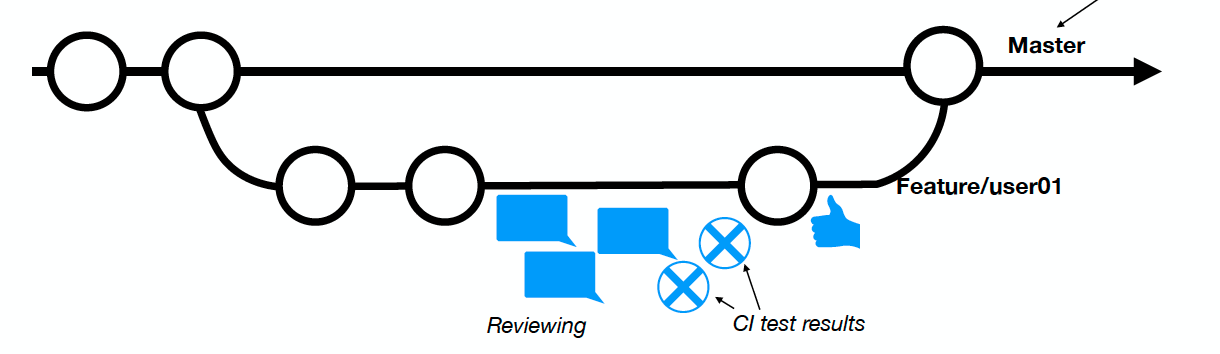 Master
Feature/user01
Reviewing
CI test results